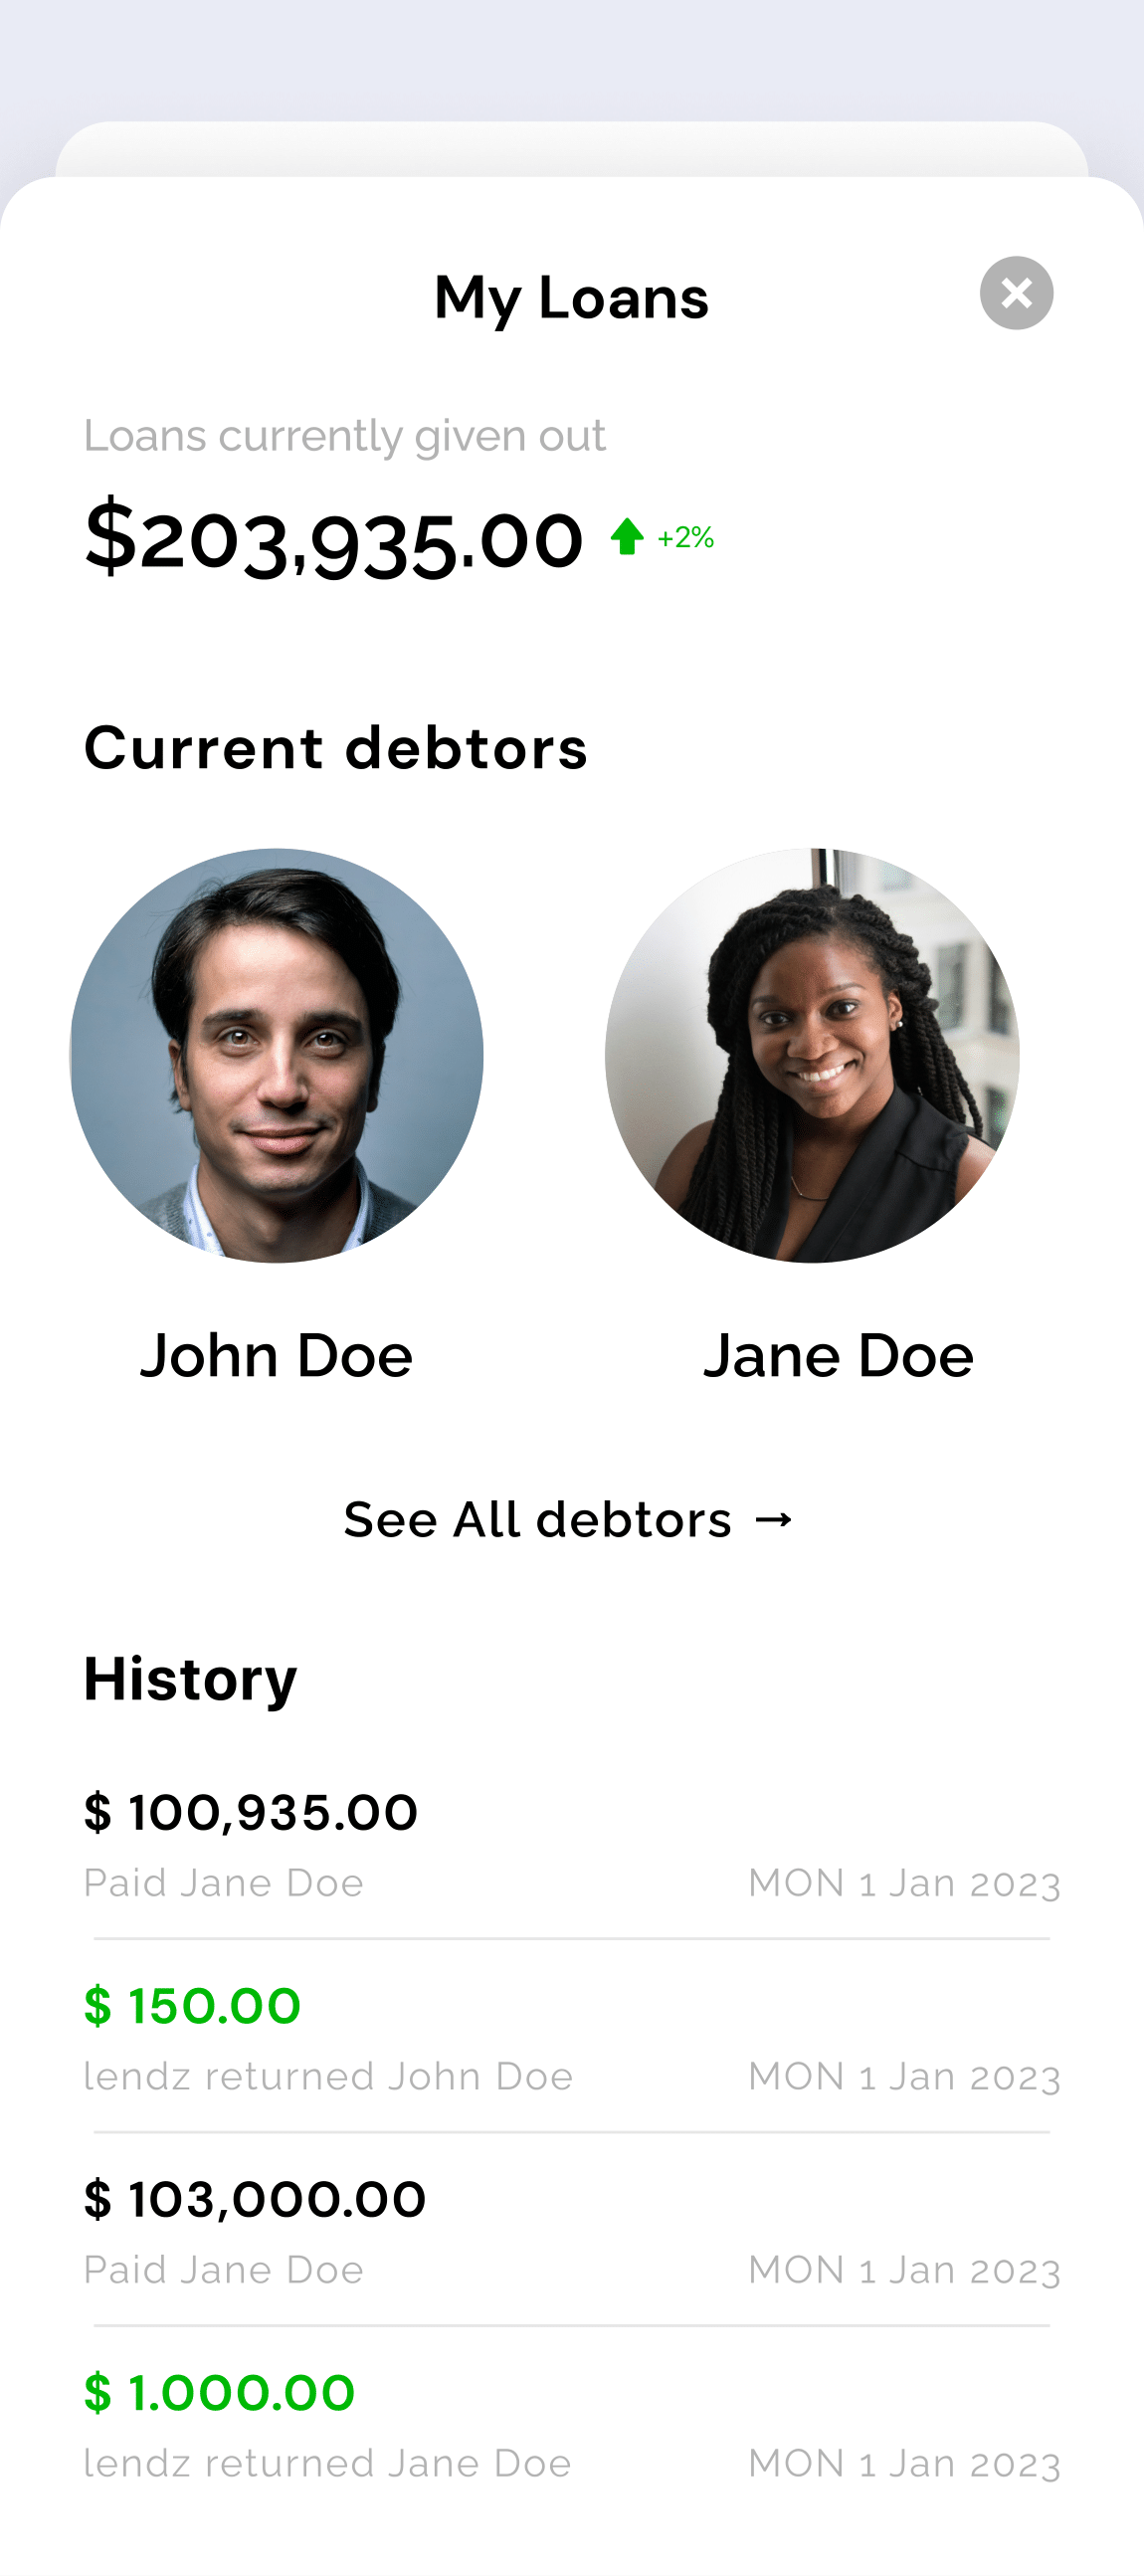 My Loans
Loans currently given out
$203,935.00 +2%
Current debtors
John Doe Jane Doe
See All debtors →
History
$ 100,935.00
Paid Jane Doe MON 1 Jan 2023
$ 150.00
lendz returned John Doe MON 1 Jan 2023
$ 103,000.00
Paid Jane Doe MON 1 Jan 2023
$ 1.000.00
lendz returned Jane Doe MON 1 Jan 2023